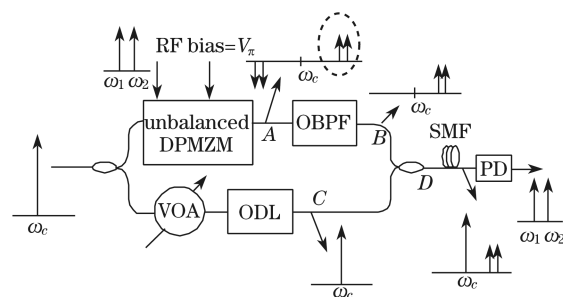 RF bias=Vπ
ω1 ω2
ωc
unbalanced
DPMZM
A
OBPF
B
ωc
SMF
PD
D
ωc
VOA
ODL
C
ωc
ωc
ω1 ω2